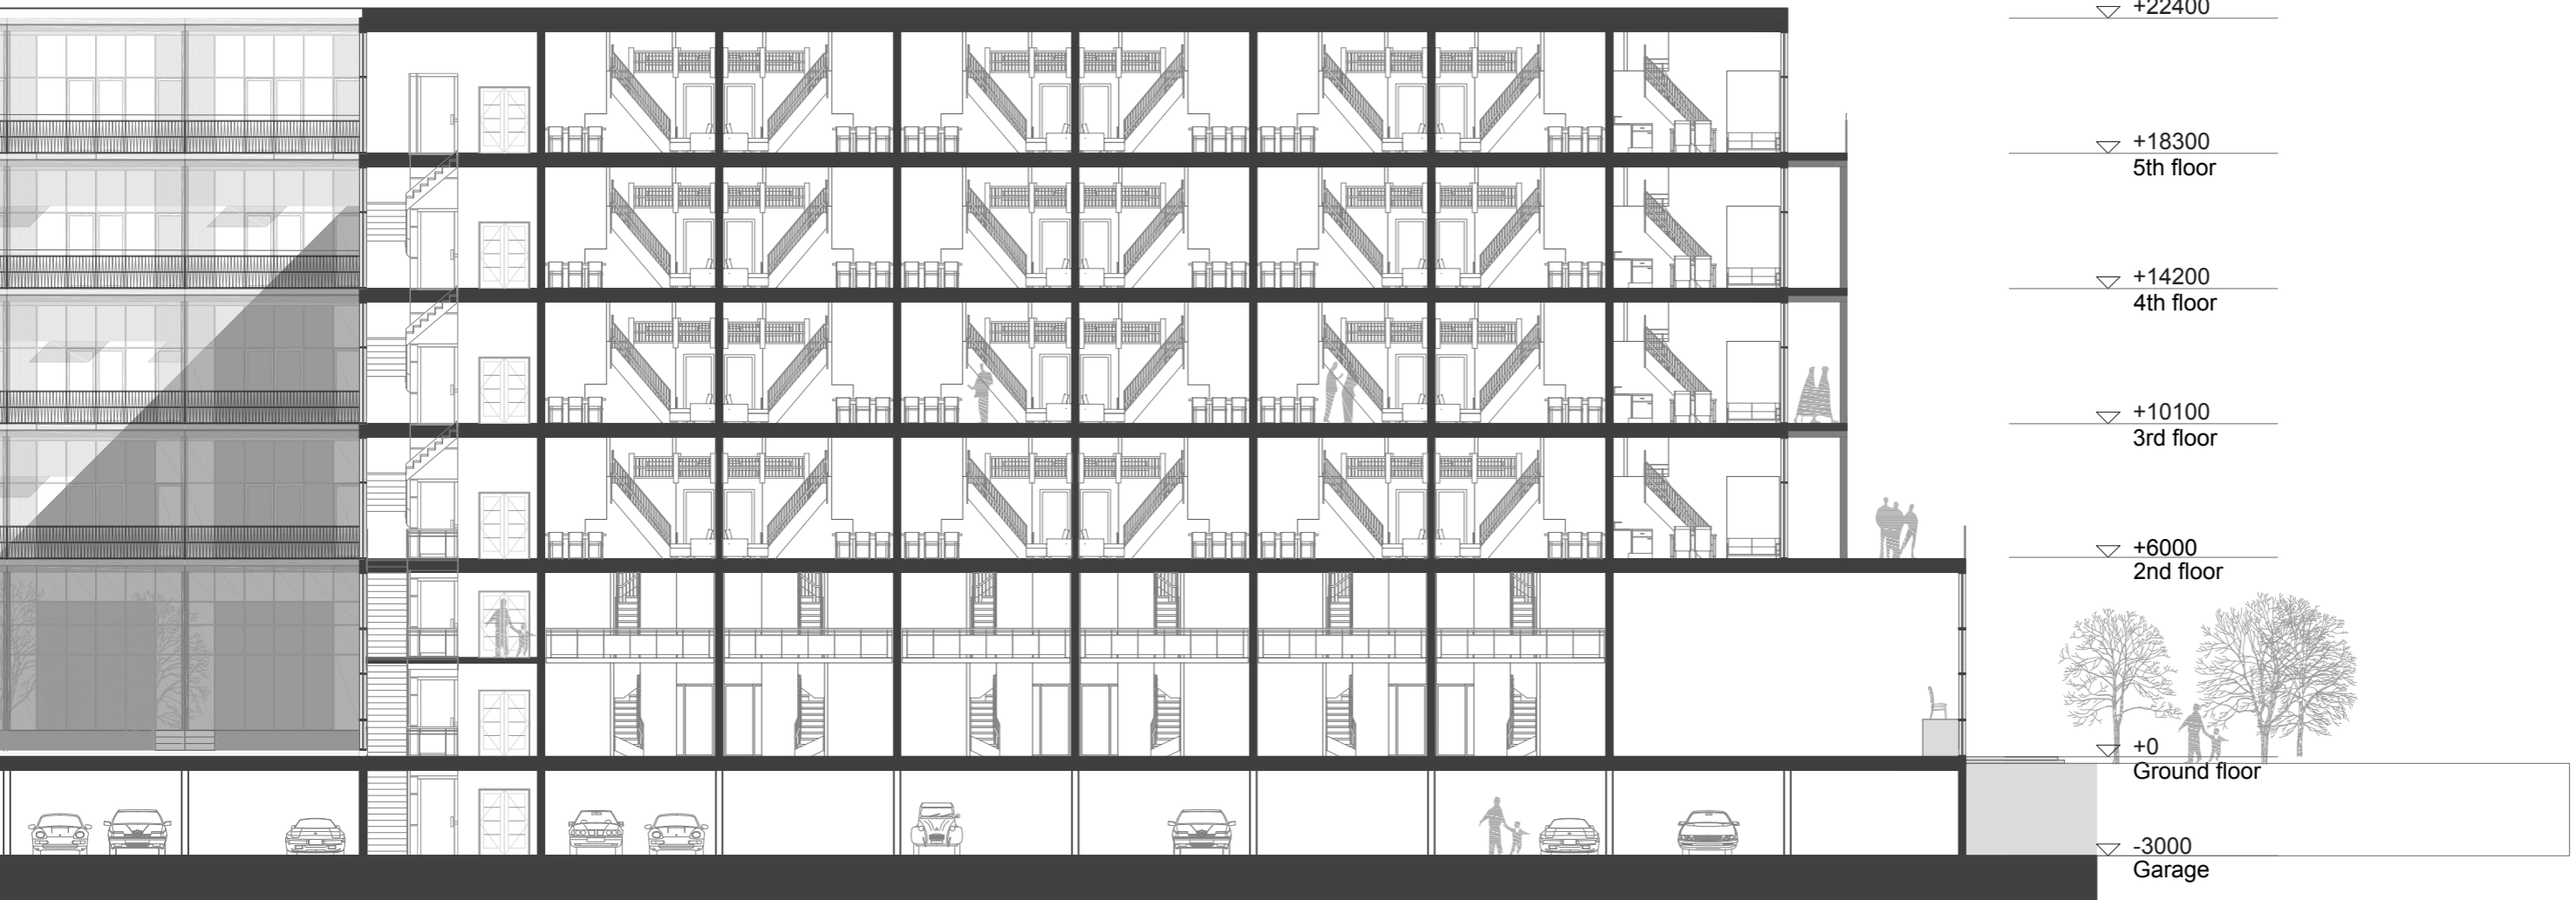 +22400
+18300
5th floor
+14200
4th floor
+10100
3rd floor
+6000
2nd floor
+0
Ground floor
-3000
Garage